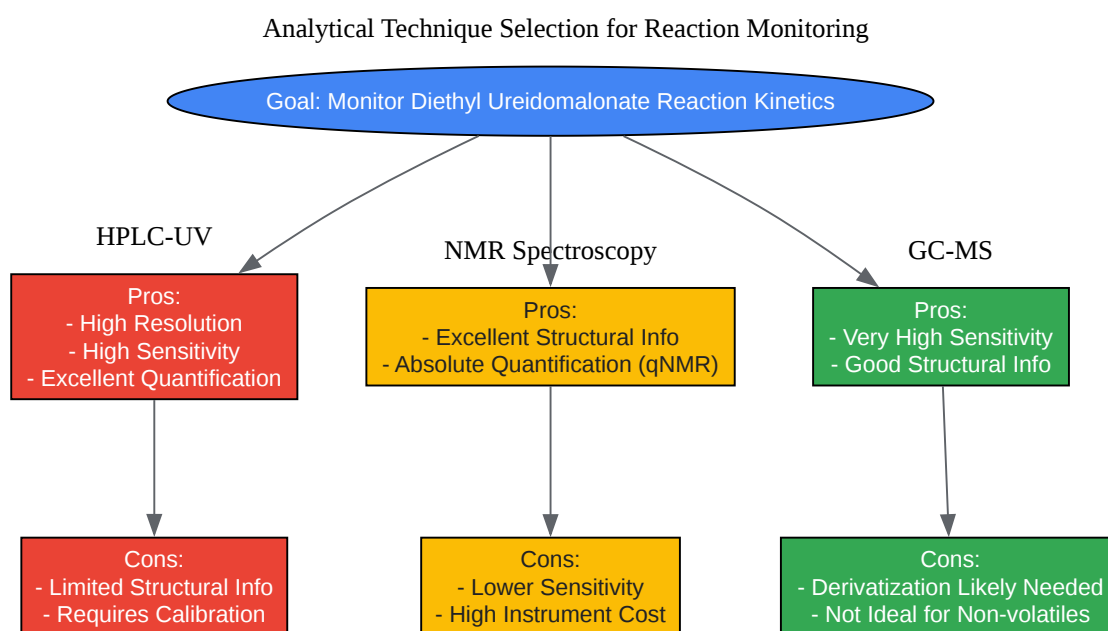 Analytical Technique Selection for Reaction Monitoring
Goal: Monitor Diethyl Ureidomalonate Reaction Kinetics
HPLC-UV
Pros:
- High Resolution
- High Sensitivity
- Excellent Quantification
Cons:
- Limited Structural Info
- Requires Calibration
NMR Spectroscopy
Pros:
- Excellent Structural Info
- Absolute Quantification (qNMR)
Cons:
- Lower Sensitivity
- High Instrument Cost
GC-MS
Pros:
- Very High Sensitivity
- Good Structural Info
Cons:
- Derivatization Likely Needed
- Not Ideal for Non-volatiles